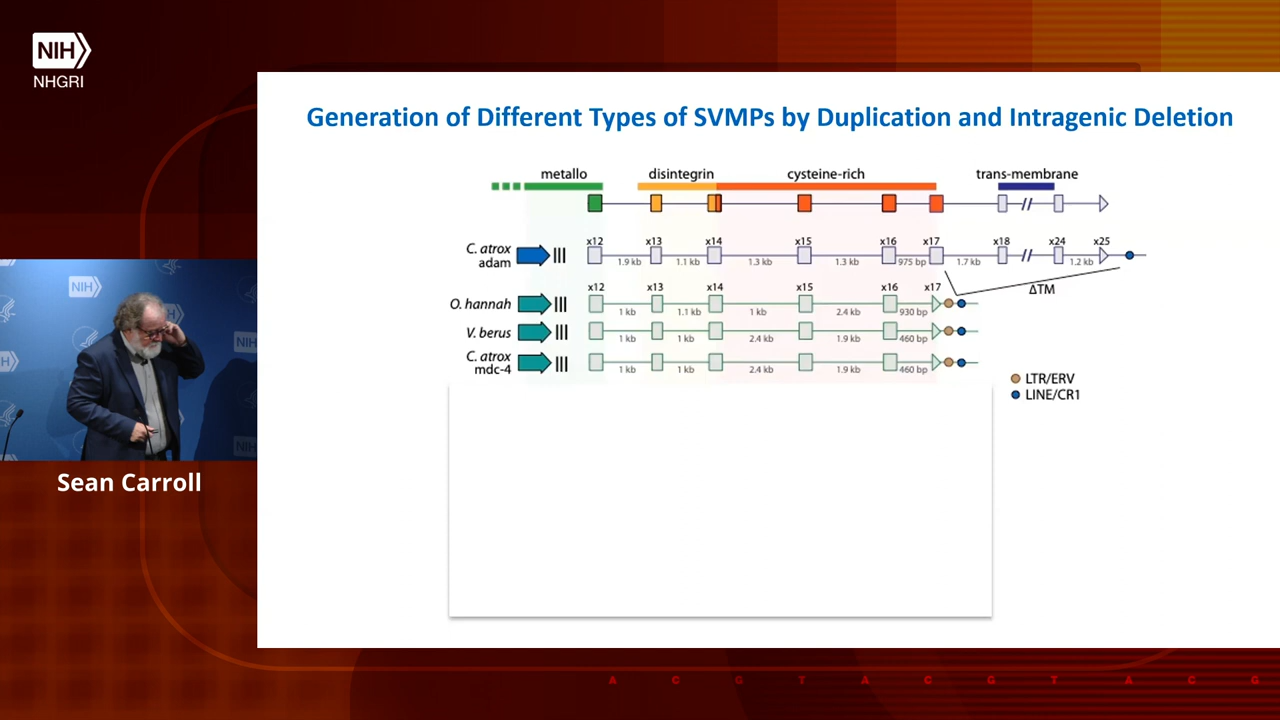 NIH
NHGRI
Generation of Different Types of SVMPs by Duplication and Intragenic Deletion
metallo disintegrin cysteine-rich trans-membrane
//
C. atrox adam x12 x13 x14 x15 x16 x17 x18 // x24 x25
1.9 kb 1.1 kb 1.3 kb 1.3 kb 975 bp 1.7 kb 1.2 kb
ΔTM
O. hannah x12 x13 x14 x15 x16 x17
1 kb 1.1 kb 1 kb 2.4 kb 930 bp
V. berus
1 kb 1 kb 2.4 kb 1.9 kb 460 bp
C. atrox mdc-4
1 kb 1 kb 2.4 kb 1.9 kb 460 bp
LTR/ERV
LINE/CR1
NIH
NIH
NIH
Sean Carroll
A C G T A C G T A C G